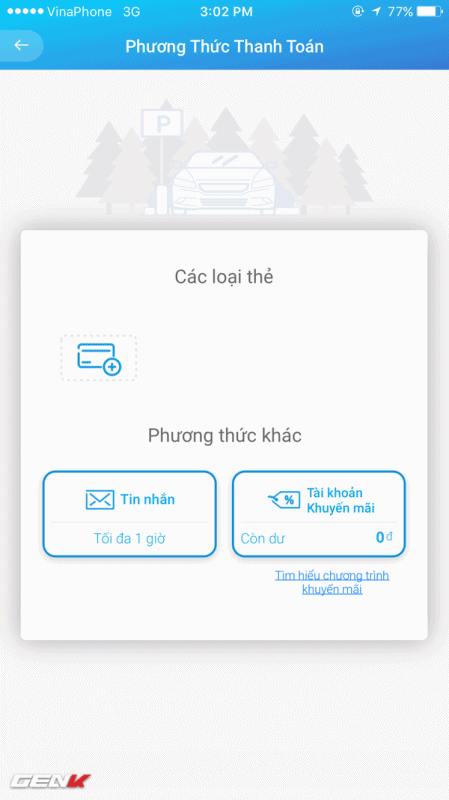 VinaPhone 3G 3:02 PM 77%
Phương Thức Thanh Toán
P
Các loại thẻ
Phương thức khác
Tin nhắn
Tối đa 1 giờ
Tài khoản
Khuyến mãi
Còn dư 0đ
Tìm hiểu chương trình
khuyến mãi
GENK